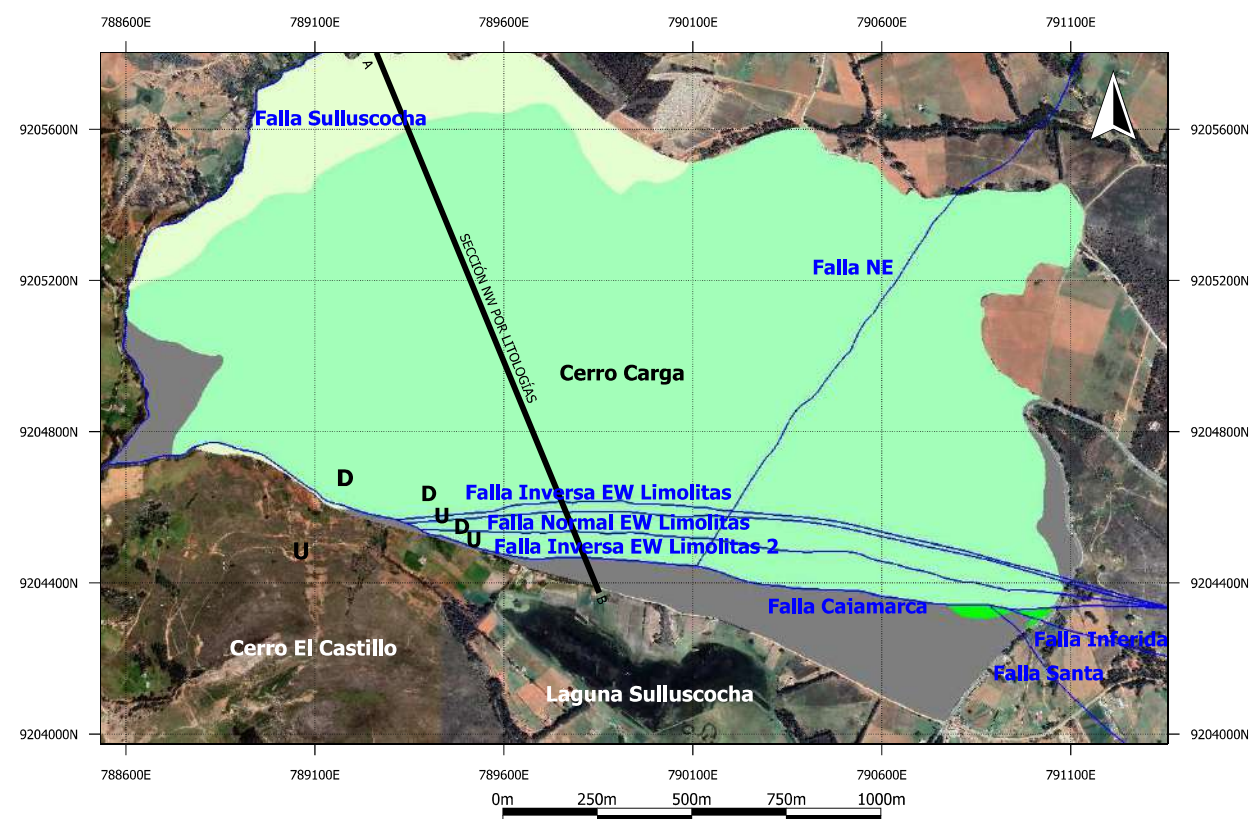 788600E 789100E 789600E 790100E 790600E 791100E
A
Falla Sulluscocha
9205600N 9205600N
SECCIÓN NW POR LITOLOGÍAS
Falla NE
9205200N 9205200N
Cerro Carga
9204800N 9204800N
D
D
Falla Inversa EW Limolitas
U
Falla Normal EW Limolitas
D
U
Falla Inversa EW Limolitas 2
U
9204400N 9204400N
B
Falla Cajamarca
Falla Inferida
Cerro El Castillo
Falla Santa
Laguna Sulluscocha
9204000N 9204000N
788600E 789100E 789600E 790100E 790600E 791100E
0m 250m 500m 750m 1000m